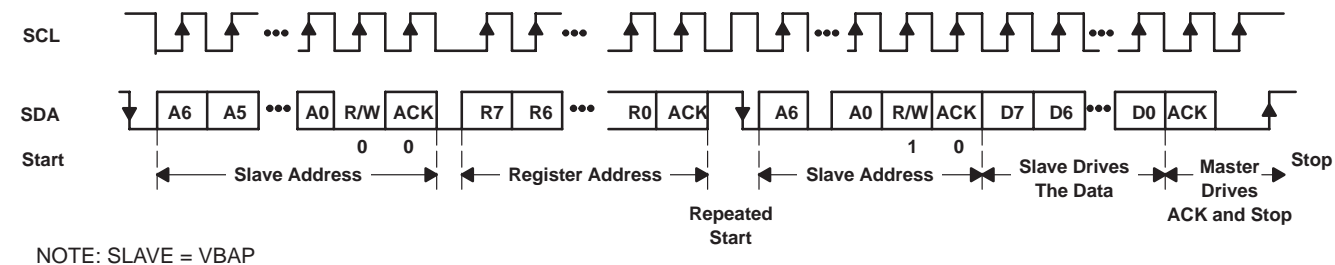 SCL
SDA A6 A5 ••• A0 R/W ACK R7 R6 ••• R0 ACK A6 A0 R/W ACK D7 D6 ••• D0 ACK
0 0 1 0
Start Slave Address Register Address Slave Address Slave Drives Master Stop
The Data Drives
ACK and Stop
Repeated
Start
NOTE: SLAVE = VBAP